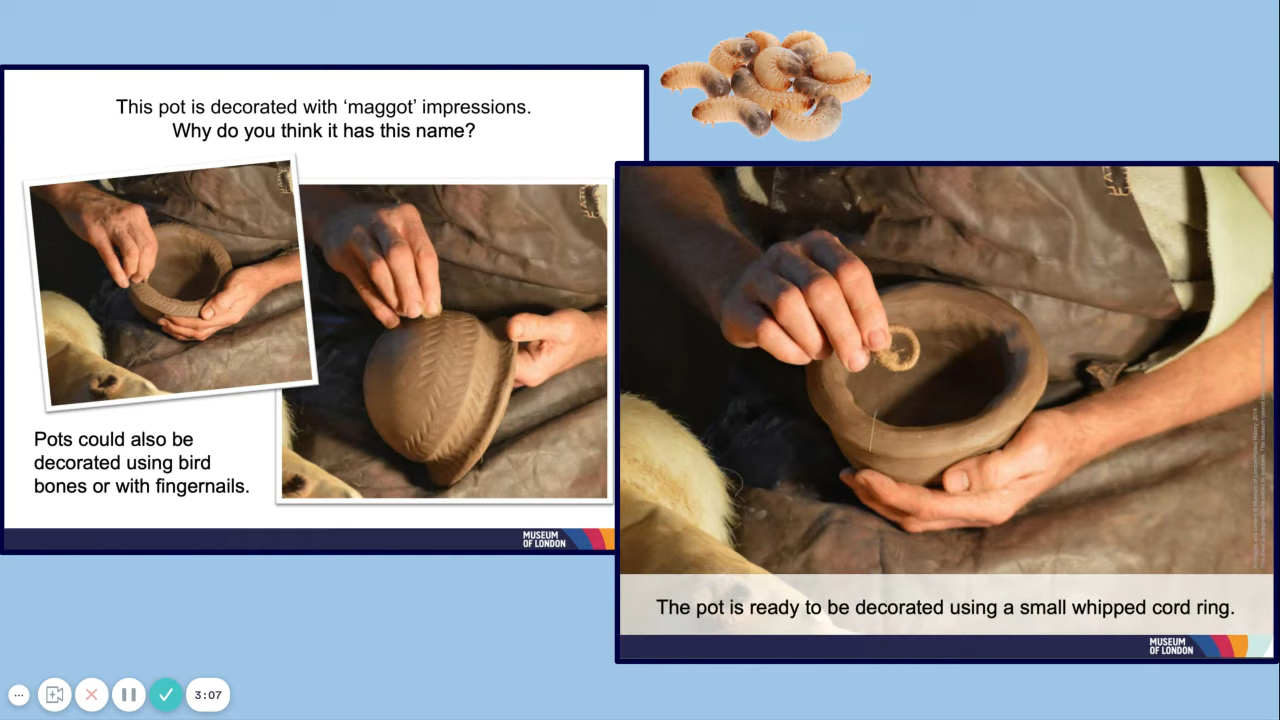 This pot is decorated with ‘maggot’ impressions.
Why do you think it has this name?
Pots could also be
decorated using bird
bones or with fingernails.
MUSEUM
OF LONDON
The pot is ready to be decorated using a small whipped cord ring.
MUSEUM
OF LONDON
3:07